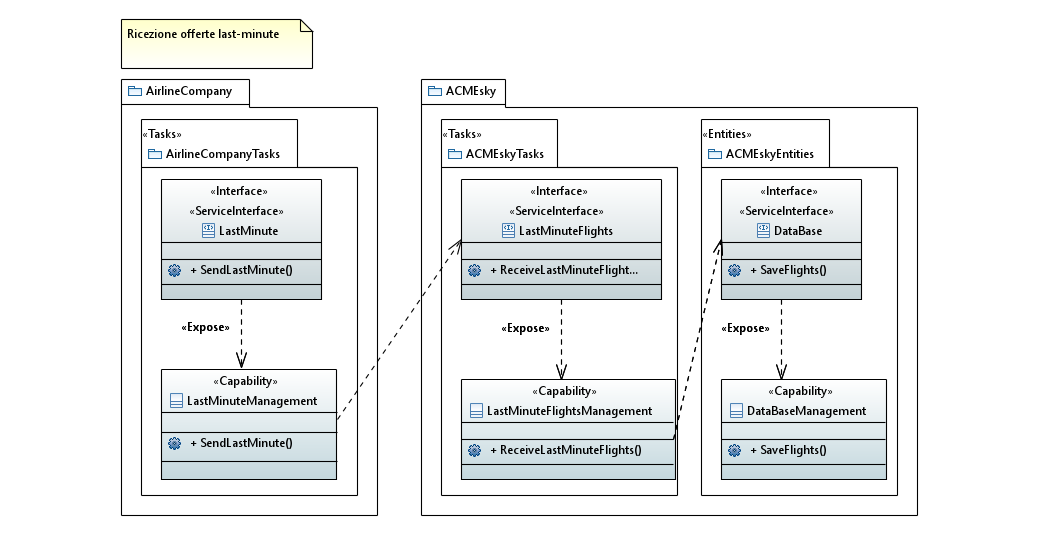 Ricezione offerte last-minute
AirlineCompany
«Tasks»
AirlineCompanyTasks
«Interface»
«ServiceInterface»
LastMinute
+ SendLastMinute()
«Expose»
«Capability»
LastMinuteManagement
+ SendLastMinute()
ACMEsky
«Tasks»
ACMEskyTasks
«Interface»
«ServiceInterface»
LastMinuteFlights
+ ReceiveLastMinuteFlight...
«Expose»
«Capability»
LastMinuteFlightsManagement
+ ReceiveLastMinuteFlights()
«Entities»
ACMEskyEntities
«Interface»
«ServiceInterface»
DataBase
+ SaveFlights()
«Expose»
«Capability»
DataBaseManagement
+ SaveFlights()